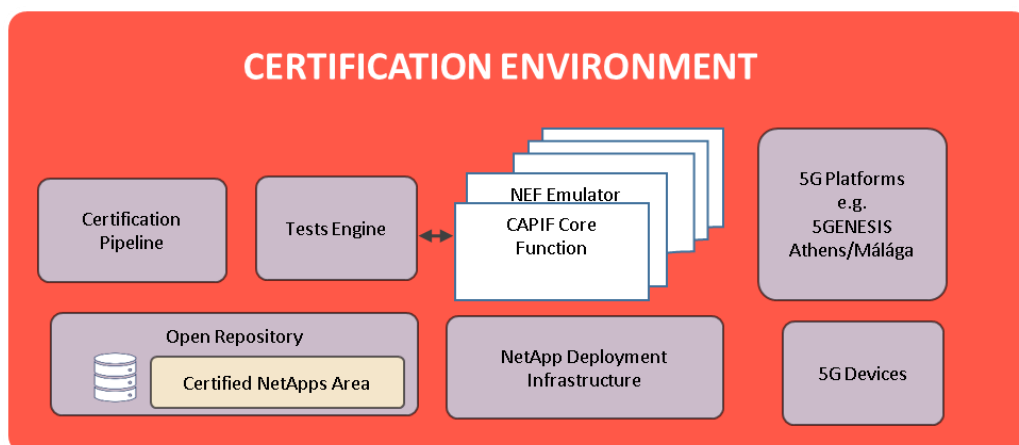 CERTIFICATION ENVIRONMENT
Certification
Pipeline
Tests Engine
NEF Emulator
CAPIF Core
Function
5G Platforms
e.g.
5GENESIS
Athens/Málága
Open Repository
Certified NetApps Area
NetApp Deployment
Infrastructure
5G Devices